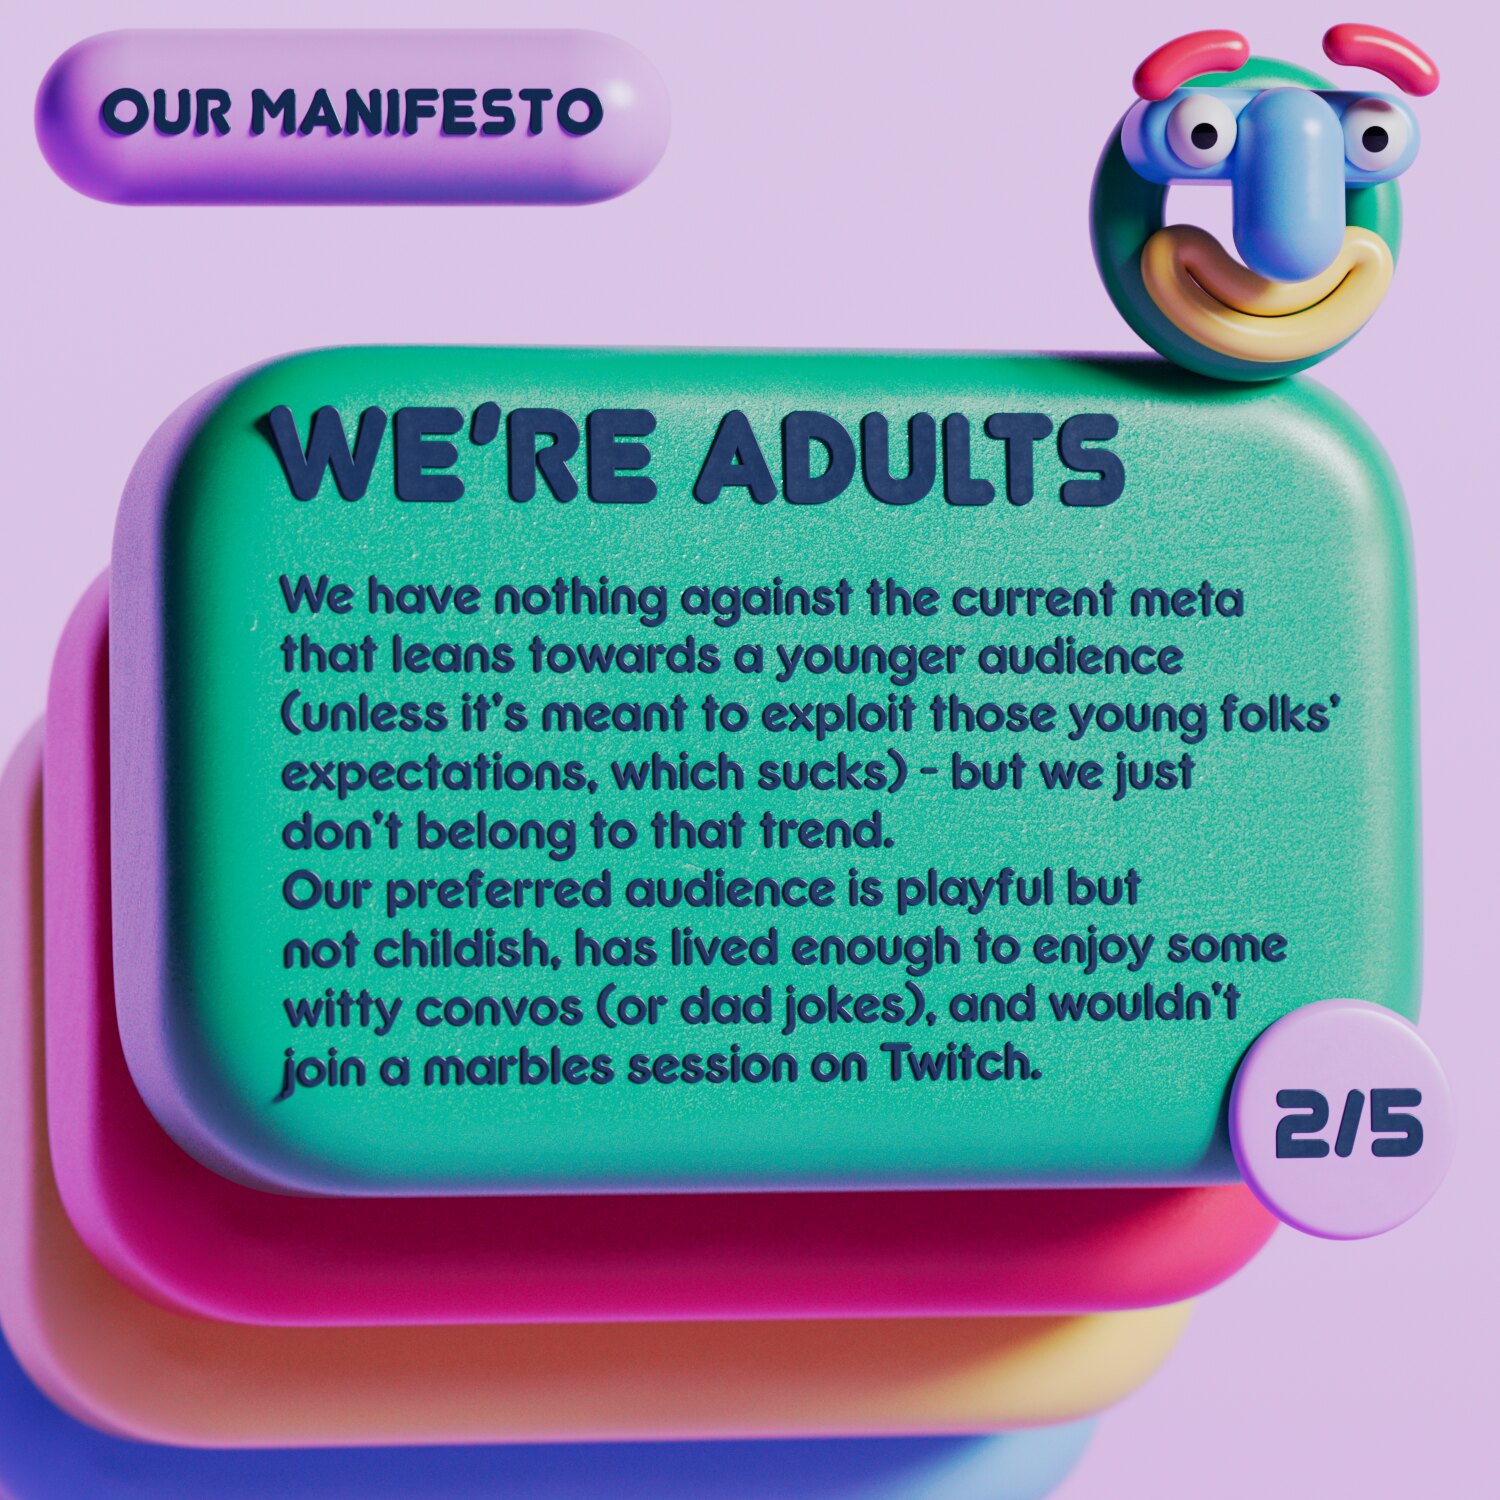 OUR MANIFESTO
WE'RE ADULTS
We have nothing against the current meta
that leans towards a younger audience
(unless it's meant to exploit those young folks'
expectations, which sucks) - but we just
don't belong to that trend.
Our preferred audience is playful but
not childish, has lived enough to enjoy some
witty convos (or dad jokes), and wouldn't
join a marbles session on Twitch.
2/5